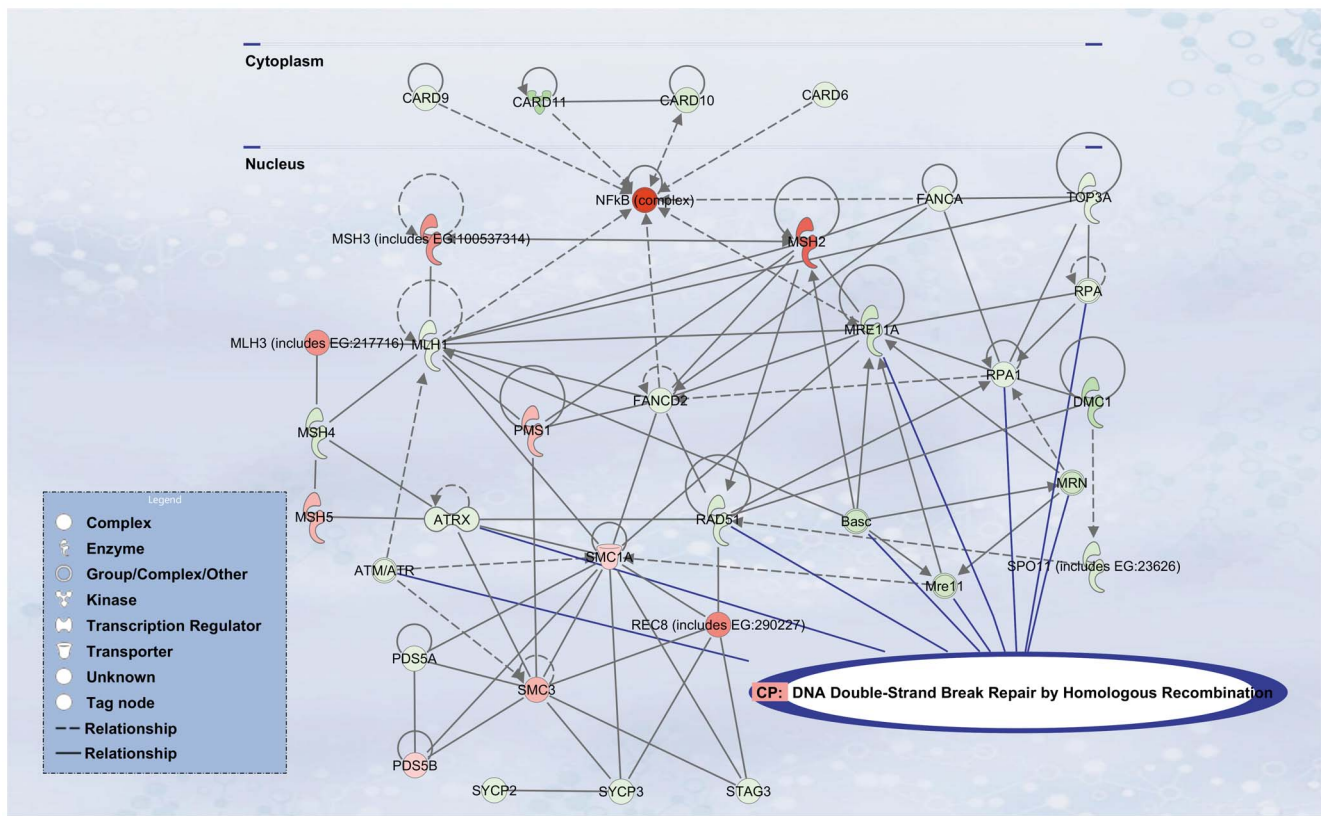 Cytoplasm
CARD9
CARD11
CARD10
CARD6
Nucleus
NFkB (complex)
FANCA
TOP3A
MSH3 (includes EG:100537314)
MSH2
RPA
MLH3 (includes EG:217716)
MLH1
MRE11A
RPA1
FANCD2
DMC1
MSH4
PMS1
MRN
MSH5
ATRX
RAD51
Basc
SMC1A
ATM/ATR
SPO11 (includes EG:23626)
Mre11
REC8 (includes EG:290227)
PDS5A
SMC3
CP: DNA Double-Strand Break Repair by Homologous Recombination
PDS5B
SYCP2
SYCP3
STAG3
Legend
Complex
Enzyme
Group/Complex/Other
Kinase
Transcription Regulator
Transporter
Unknown
Tag node
Relationship
Relationship